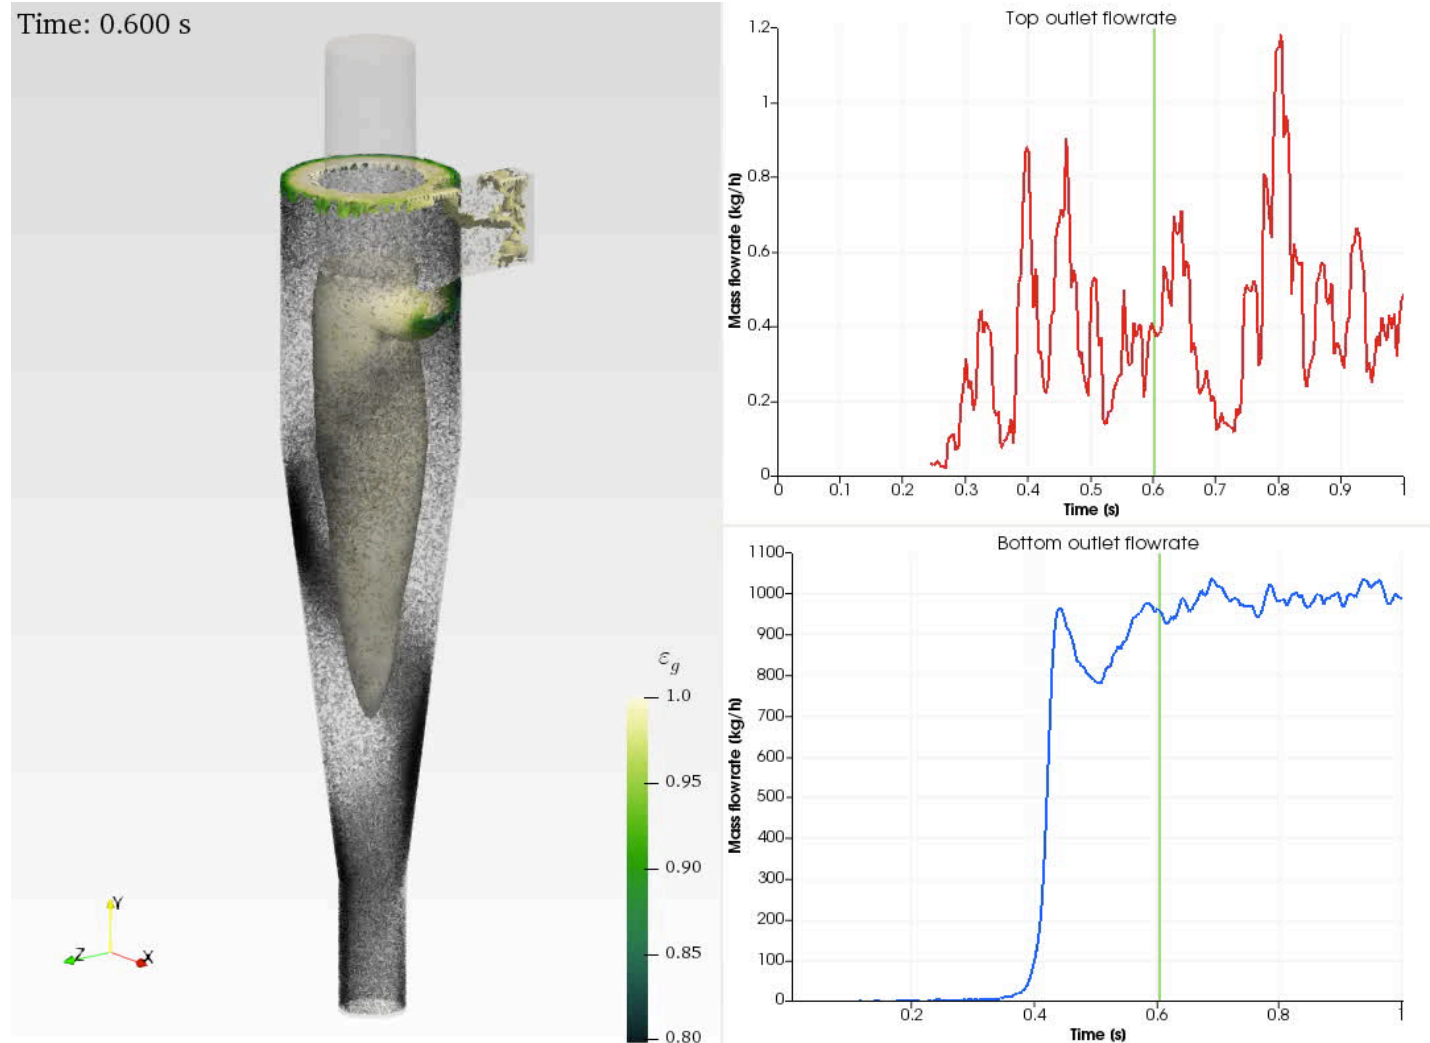 Time: 0.600 s
Top outlet flowrate
1.2
1
0.8
0.6
0.4
0.2
0
Mass flowrate (kg/h)
0 0.1 0.2 0.3 0.4 0.5 0.6 0.7 0.8 0.9 1
Time (s)
Bottom outlet flowrate
1100
1000
900
800
700
600
500
400
300
200
100
0
Mass flowrate (kg/h)
0.2 0.4 0.6 0.8 1
Time (s)
εg
1.0
0.95
0.90
0.85
0.80
Y
Z X